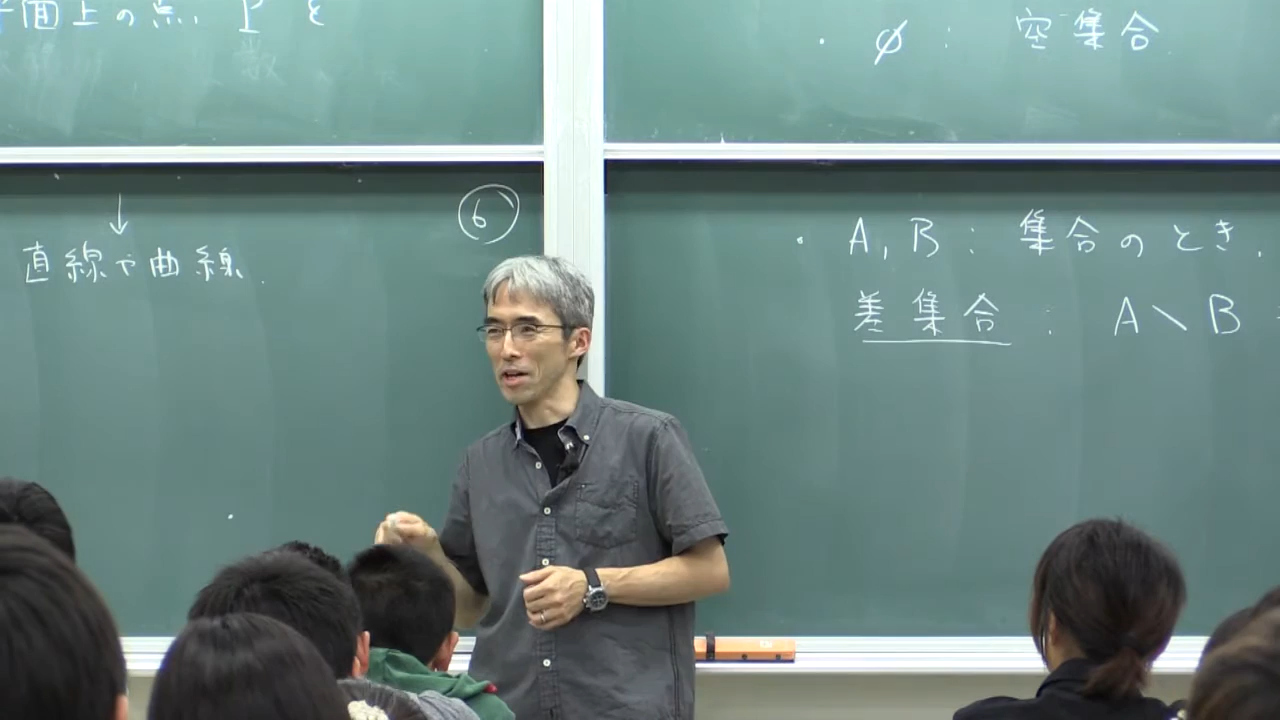 面上の点 P を
直線や曲線.
⑥
・ ∅ : 空集合
・ A, B : 集合のとき,
差集合 : A \ B